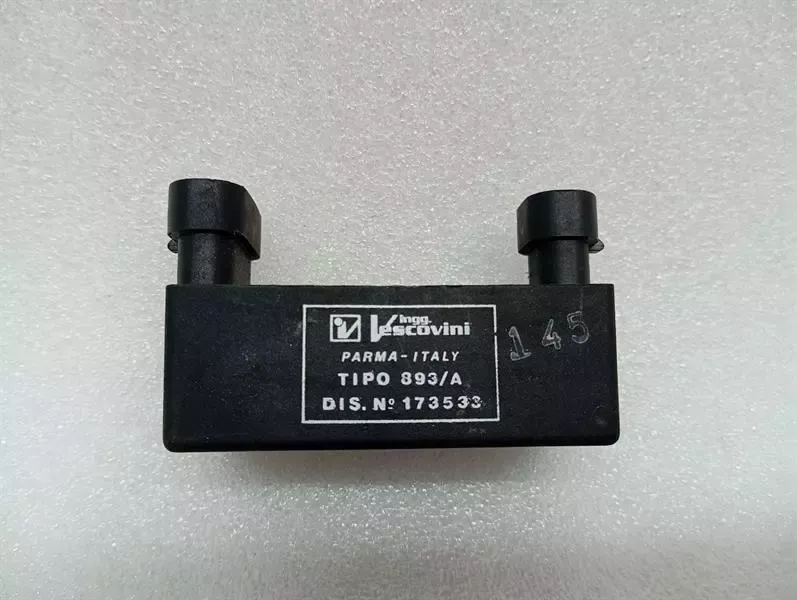 ingg.
Vescovini
PARMA-ITALY
TIPO 893/A
DIS. Nº 173533
145